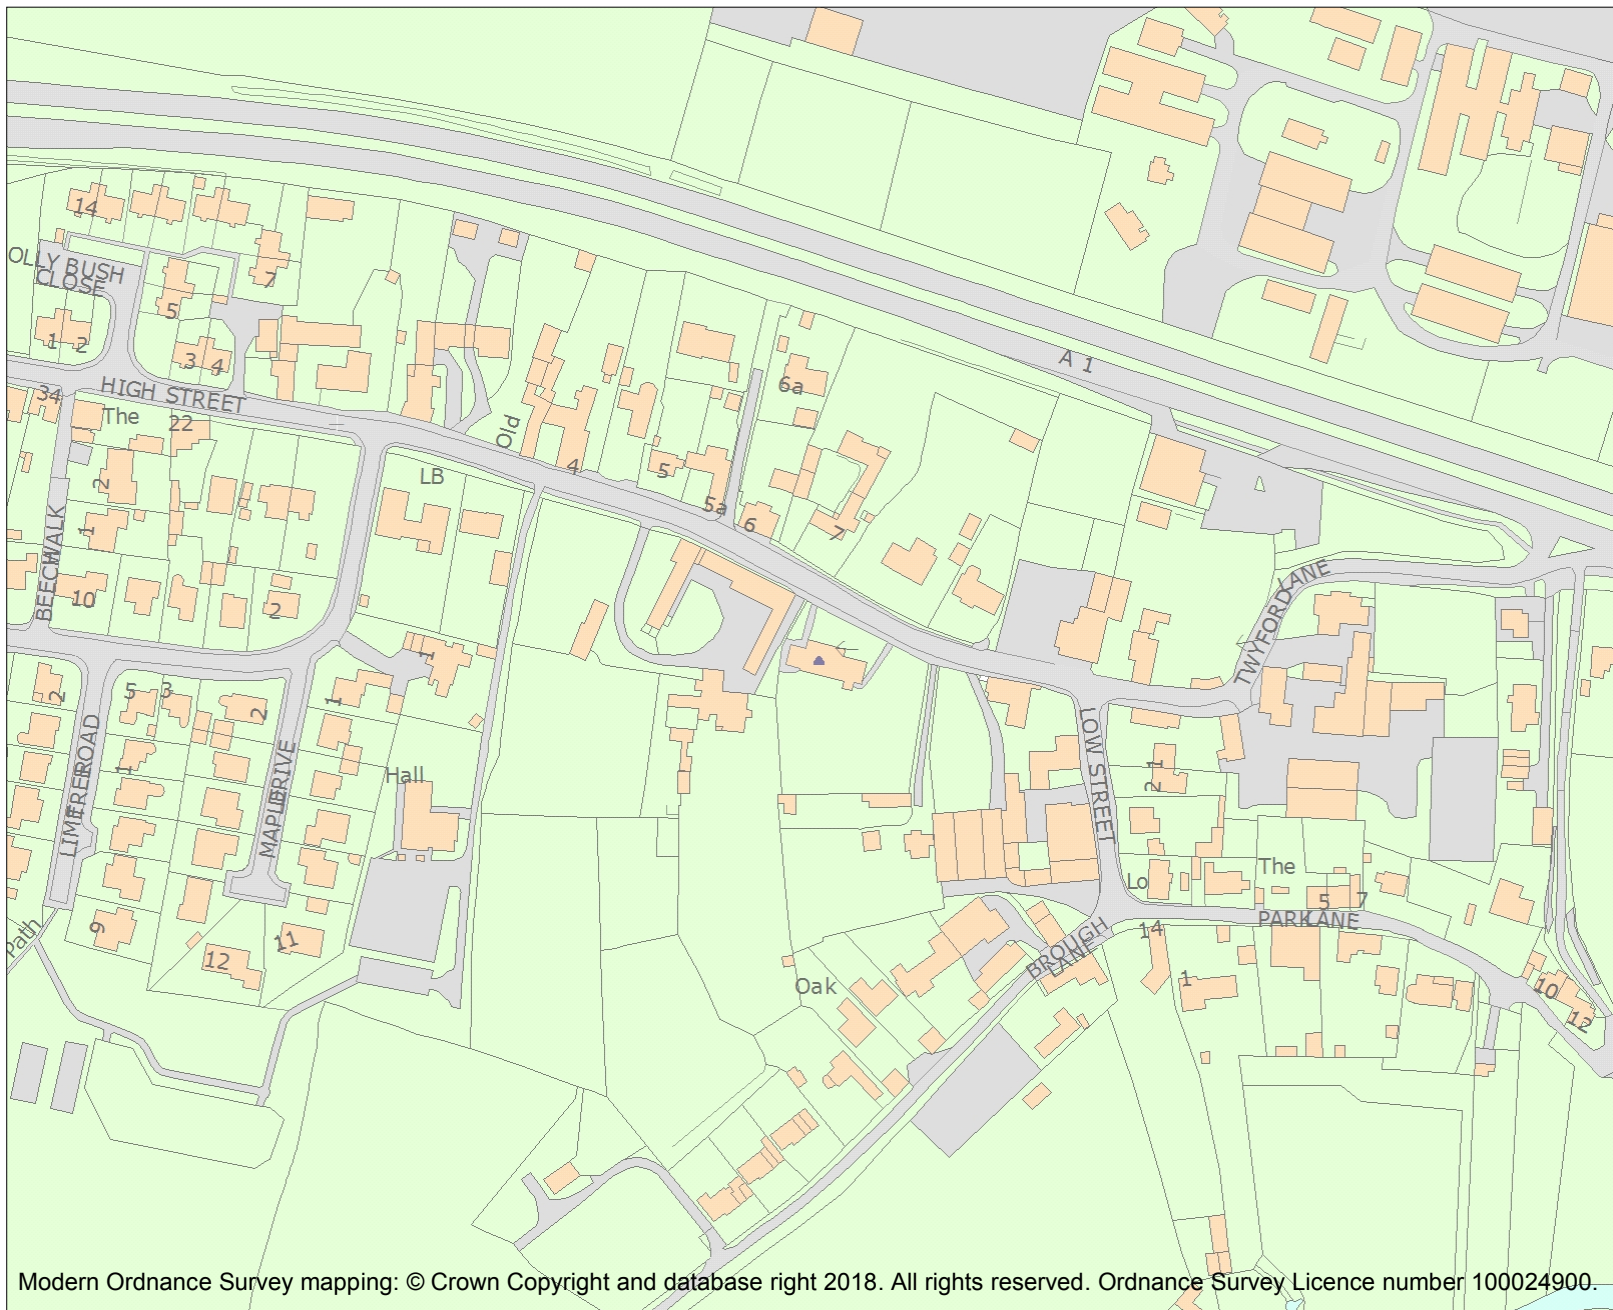 14
OLLY BUSH
CLOSE
7
5
1
2
3
4
HIGH STREET
34
The
22
A 1
6a
Old
4
5
5a
6
7
LB
2
1
BEECH WALK
10
2
1
TWYFORD LANE
2
5
3
2
1
1
LIMETREE ROAD
MAPLE DRIVE
Hall
LOW STREET
1
2
Lo
The
5
7
PARK LANE
14
BROUGH
LANE
1
Oak
9
12
11
Path
10
12
Modern Ordnance Survey mapping: © Crown Copyright and database right 2018. All rights reserved. Ordnance Survey Licence number 100024900.